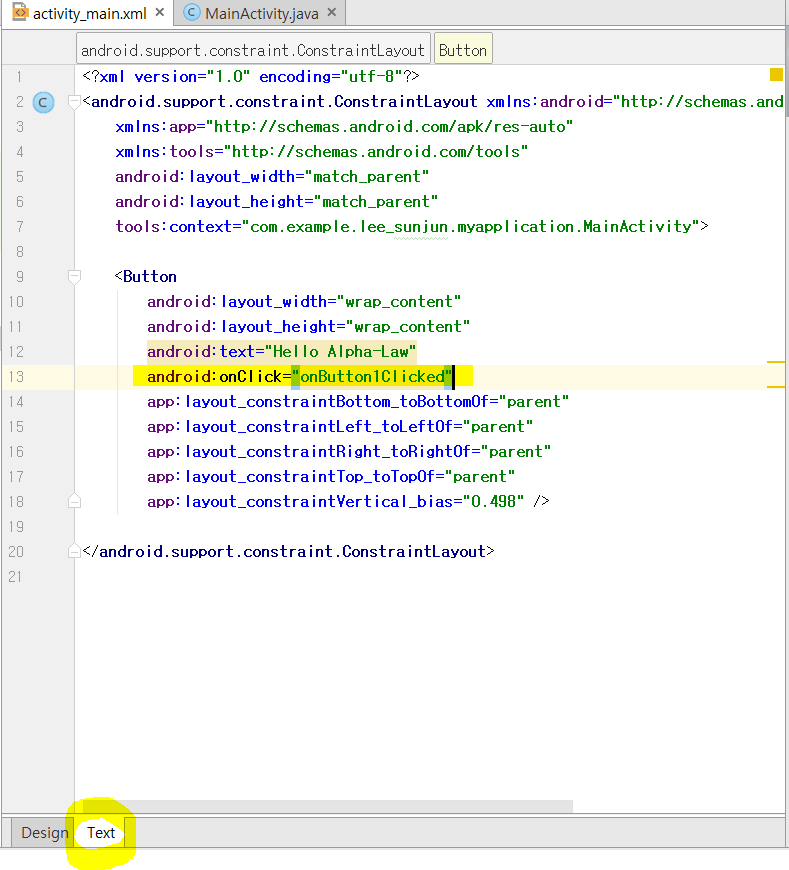 activity_main.xml × C MainActivity.java ×
android.support.constraint.ConstraintLayout Button
1 <?xml version="1.0" encoding="utf-8"?>
2 C <android.support.constraint.ConstraintLayout xmlns:android="http://schemas.and
3 xmlns:app="http://schemas.android.com/apk/res-auto"
4 xmlns:tools="http://schemas.android.com/tools"
5 android:layout_width="match_parent"
6 android:layout_height="match_parent"
7 tools:context="com.example.lee_sunjun.myapplication.MainActivity">
8
9 <Button
10 android:layout_width="wrap_content"
11 android:layout_height="wrap_content"
12 android:text="Hello Alpha-Law"
13 android:onClick="onButton1Clicked"
14 app:layout_constraintBottom_toBottomOf="parent"
15 app:layout_constraintLeft_toLeftOf="parent"
16 app:layout_constraintRight_toRightOf="parent"
17 app:layout_constraintTop_toTopOf="parent"
18 app:layout_constraintVertical_bias="0.498" />
19
20 </android.support.constraint.ConstraintLayout>
21
Design Text